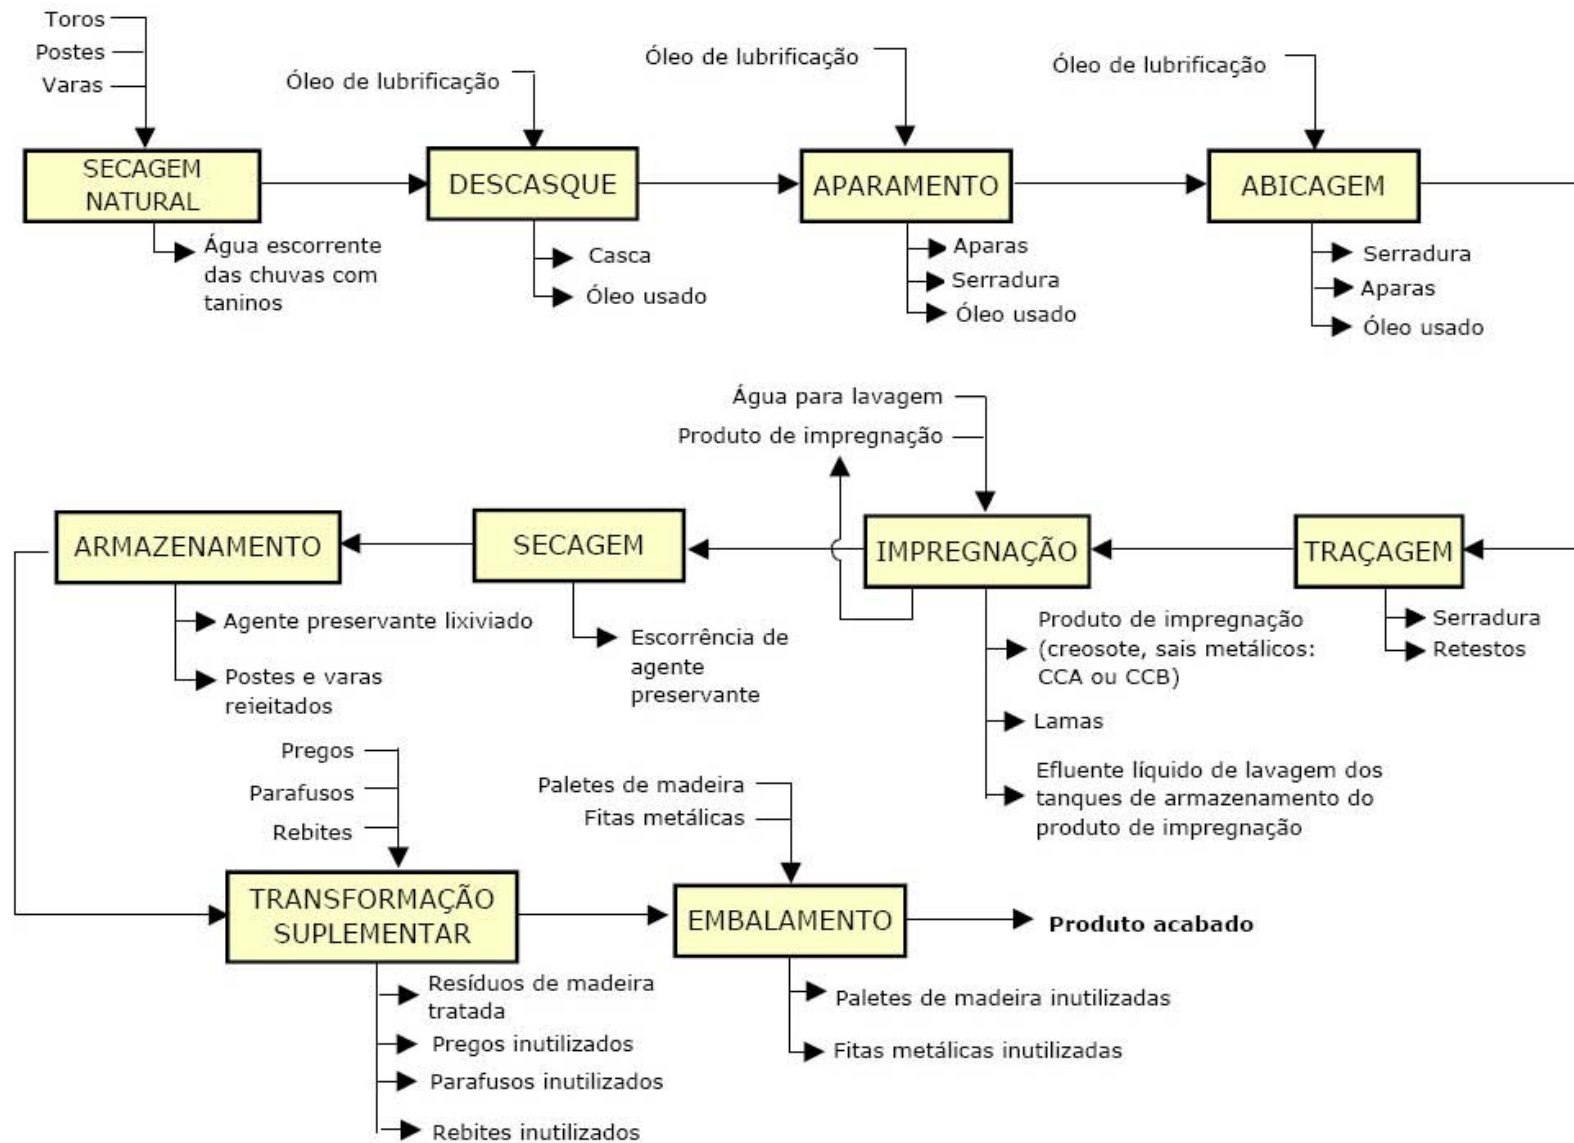 Toros
Postes
Varas
Óleo de lubrificação
Óleo de lubrificação
Óleo de lubrificação
SECAGEM
NATURAL
DESCASQUE
APARAMENTO
ABICAGEM
Água escorrente
das chuvas com
taninos
Casca
Óleo usado
Aparas
Serradura
Óleo usado
Serradura
Aparas
Óleo usado
Água para lavagem
Produto de impregnação
ARMAZENAMENTO
SECAGEM
IMPREGNAÇÃO
TRAÇAGEM
Agente preservante lixiviado
Postes e varas
reieitados
Escorrência de
agente
preservante
Produto de impregnação
(creosote, sais metálicos:
CCA ou CCB)
Lamas
Efluente líquido de lavagem dos
tanques de armazenamento do
produto de impregnação
Serradura
Retestos
Pregos
Parafusos
Rebites
Paletes de madeira
Fitas metálicas
TRANSFORMAÇÃO
SUPLEMENTAR
EMBALAMENTO
Produto acabado
Resíduos de madeira
tratada
Pregos inutilizados
Parafusos inutilizados
Rebites inutilizados
Paletes de madeira inutilizadas
Fitas metálicas inutilizadas